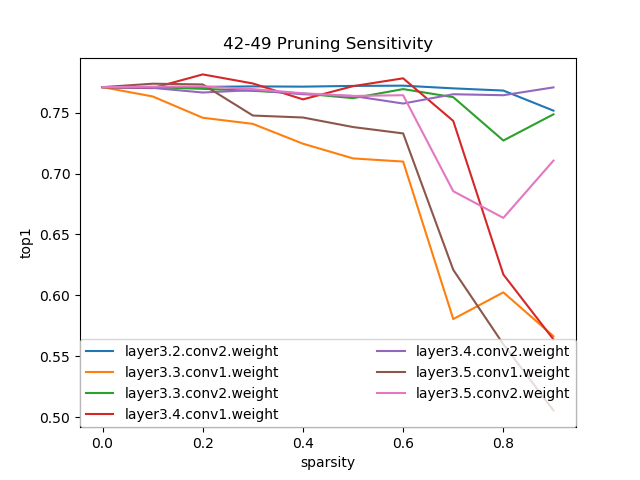 42-49 Pruning Sensitivity
top1
0.75
0.70
0.65
0.60
0.55
0.50
layer3.2.conv2.weight
layer3.3.conv1.weight
layer3.3.conv2.weight
layer3.4.conv1.weight
layer3.4.conv2.weight
layer3.5.conv1.weight
layer3.5.conv2.weight
0.0 0.2 0.4 0.6 0.8
sparsity